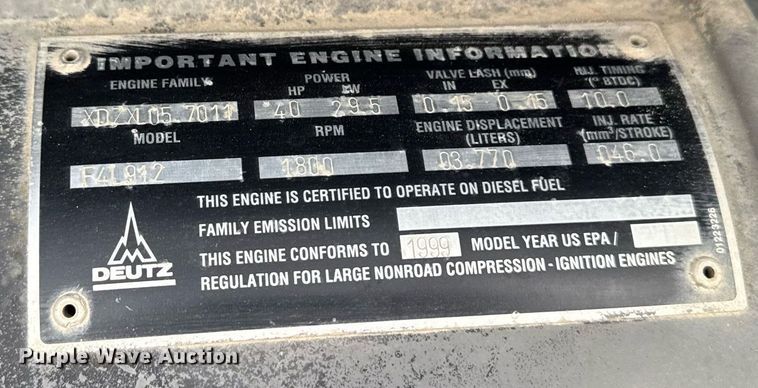 IMPORTANT ENGINE INFORMATION
ENGINE FAMILY POWER VALVE LASH (mm) INJ. TIMING
HP KW IN EX (° BTDC)
XDZXL05.7011 40 29.5 0.15 0.15 10.0
MODEL RPM ENGINE DISPLACEMENT (LITERS) INJ. RATE (mm³/STROKE)
F4L912 1800 03.770 046.0
THIS ENGINE IS CERTIFIED TO OPERATE ON DIESEL FUEL
FAMILY EMISSION LIMITS
THIS ENGINE CONFORMS TO 1999 MODEL YEAR US EPA /
REGULATION FOR LARGE NONROAD COMPRESSION - IGNITION ENGINES
DEUTZ
01223226
Purple Wave Auction